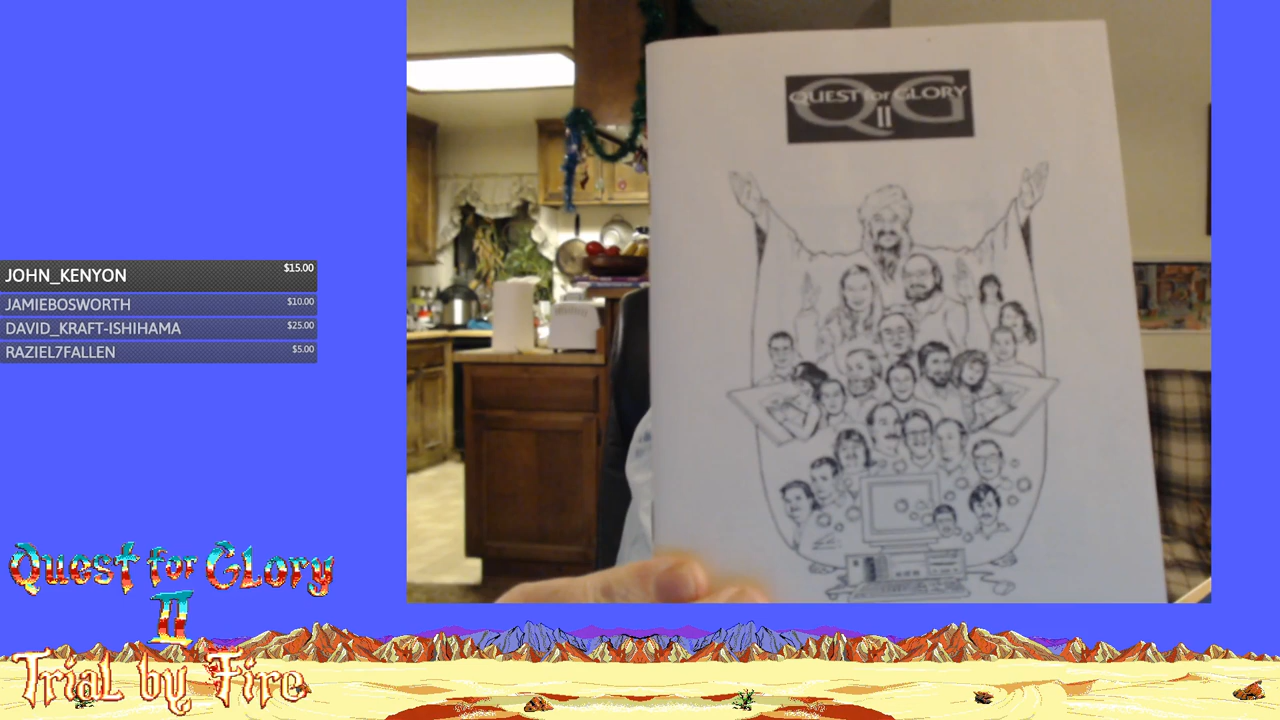 QUEST for GLORY
II
JOHN_KENYON
$15.00
JAMIEBOSWORTH
$10.00
DAVID_KRAFT-ISHIHAMA
$25.00
RAZIEL7FALLEN
$5.00
Quest for Glory
II
Trial by Fire